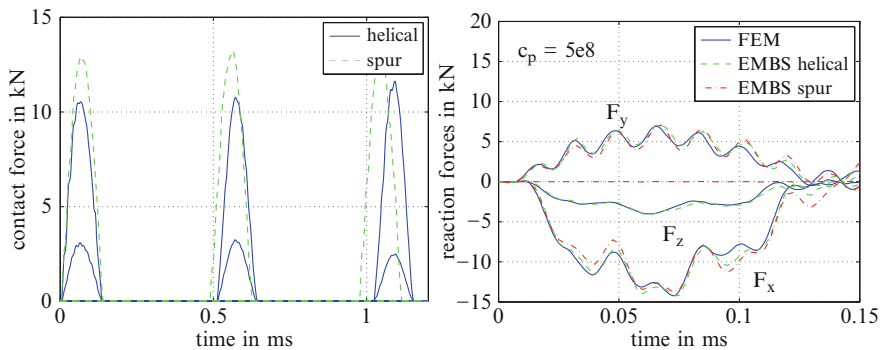 contact force in kN
15
10
5
0
0
0.5
1
time in ms
helical
spur
reaction forces in kN
20
15
10
5
0
−5
−10
−15
0
0.05
0.1
0.15
time in ms
c_p = 5e8
FEM
EMBS helical
EMBS spur
F_y
F_z
F_x